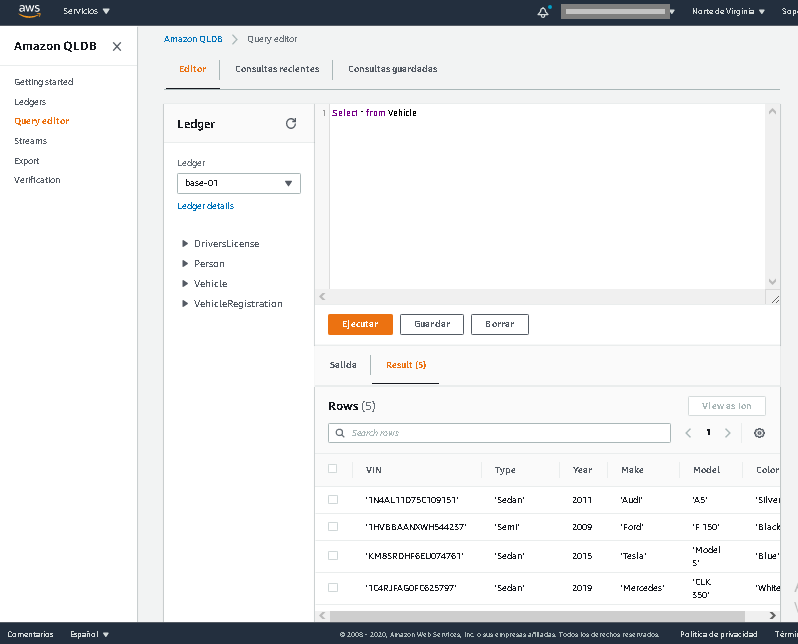 aws Servicios Norte de Virginia Sopo
Amazon QLDB
Getting started
Ledgers
Query editor
Streams
Export
Verification
Amazon QLDB Query editor
Editor Consultas recientes Consultas guardadas
Ledger
Ledger
base-01
Ledger details
DriversLicense
Person
Vehicle
VehicleRegistration
1 Select * from Vehicle
Ejecutar Guardar Borrar
Salida Result (5)
Rows (5) View as Ion
Search rows 1
VIN Type Year Make Model Color
'1N4AL11D75C109151' 'Sedan' 2011 'Audi' 'A5' 'Silver
'1HVBBAANXWH544237' 'Semi' 2009 'Ford' 'F 150' 'Black
'KM8SRDHF6EU074761' 'Sedan' 2015 'Tesla' 'Model S' 'Blue'
'1C4RJFAG0FC625797' 'Sedan' 2019 'Mercedes' 'CLK 350' 'White
Comentarios Español © 2008 - 2020, Amazon Web Services, Inc. o sus empresas afiliadas. Todos los derechos reservados. Política de privacidad Térmi